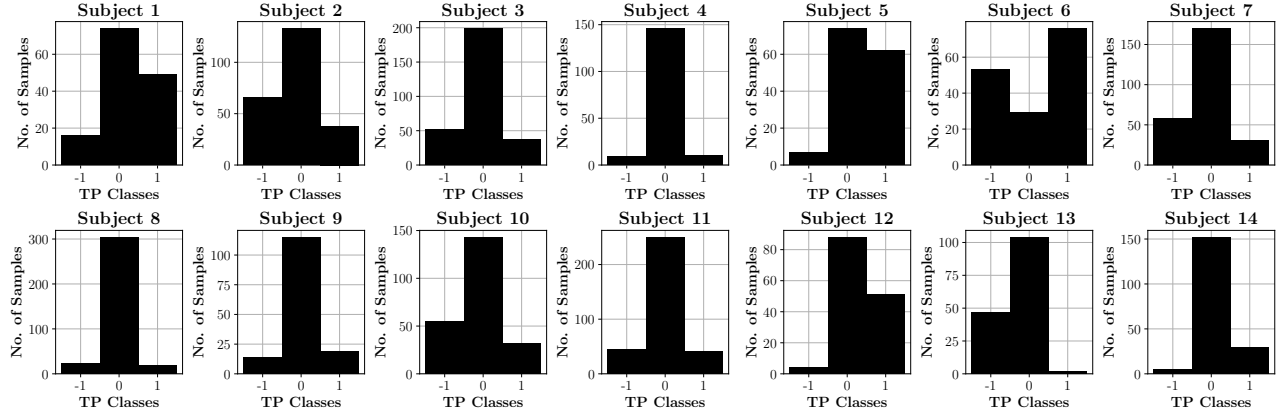 Subject 1 Subject 2 Subject 3 Subject 4 Subject 5 Subject 6 Subject 7
No. of Samples No. of Samples No. of Samples No. of Samples No. of Samples No. of Samples No. of Samples
60 100 200 150 60 60 150
40 50 150 100 40 40 100
20 0 100 50 20 20 50
0 50 0 0 0 0
0
-1 0 1 -1 0 1 -1 0 1 -1 0 1 -1 0 1 -1 0 1 -1 0 1
TP Classes TP Classes TP Classes TP Classes TP Classes TP Classes TP Classes
Subject 8 Subject 9 Subject 10 Subject 11 Subject 12 Subject 13 Subject 14
No. of Samples No. of Samples No. of Samples No. of Samples No. of Samples No. of Samples No. of Samples
300 100 150 200 80 100 150
200 75 100 100 60 75 100
100 50 50 0 40 50 50
0 25 0 20 25 0
0 0 0
-1 0 1 -1 0 1 -1 0 1 -1 0 1 -1 0 1 -1 0 1 -1 0 1
TP Classes TP Classes TP Classes TP Classes TP Classes TP Classes TP Classes